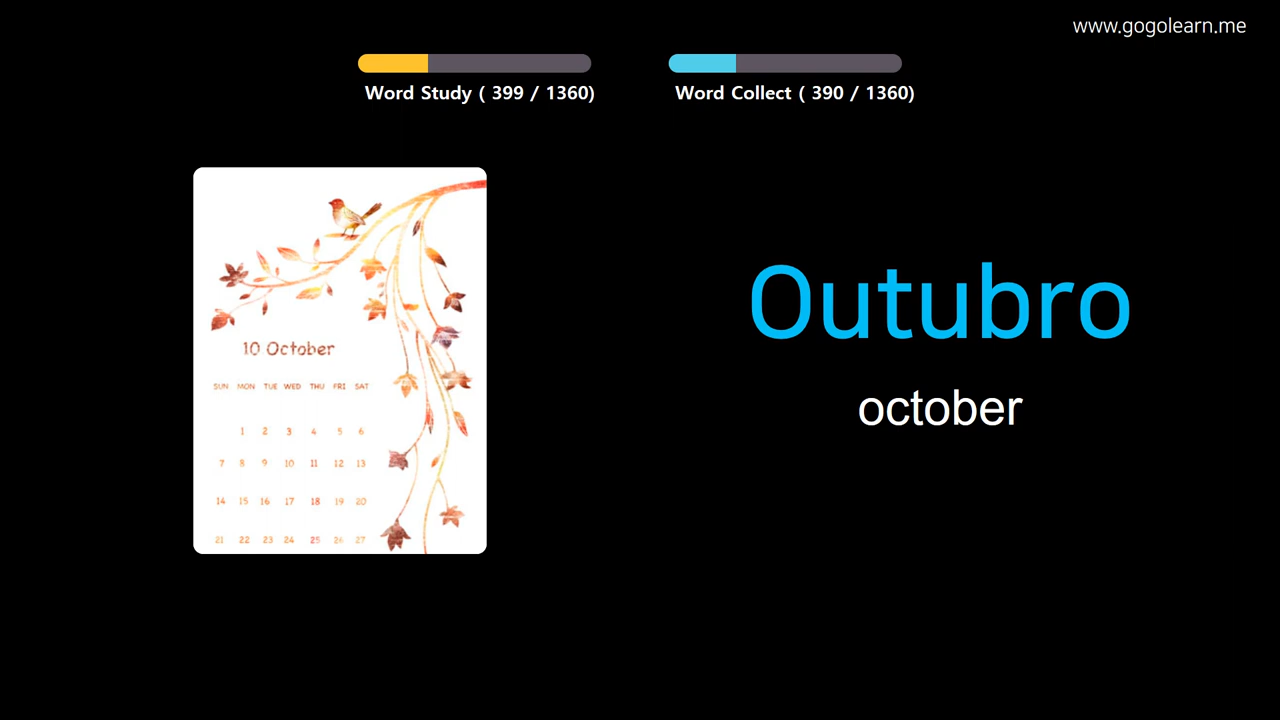 www.gogolearn.me
Word Study ( 399 / 1360)
Word Collect ( 390 / 1360)
10 October
SUN MON TUE WED THU FRI SAT
1 2 3 4 5 6
7 8 9 10 11 12 13
14 15 16 17 18 19 20
21 22 23 24 25 26 27
Outubro
october